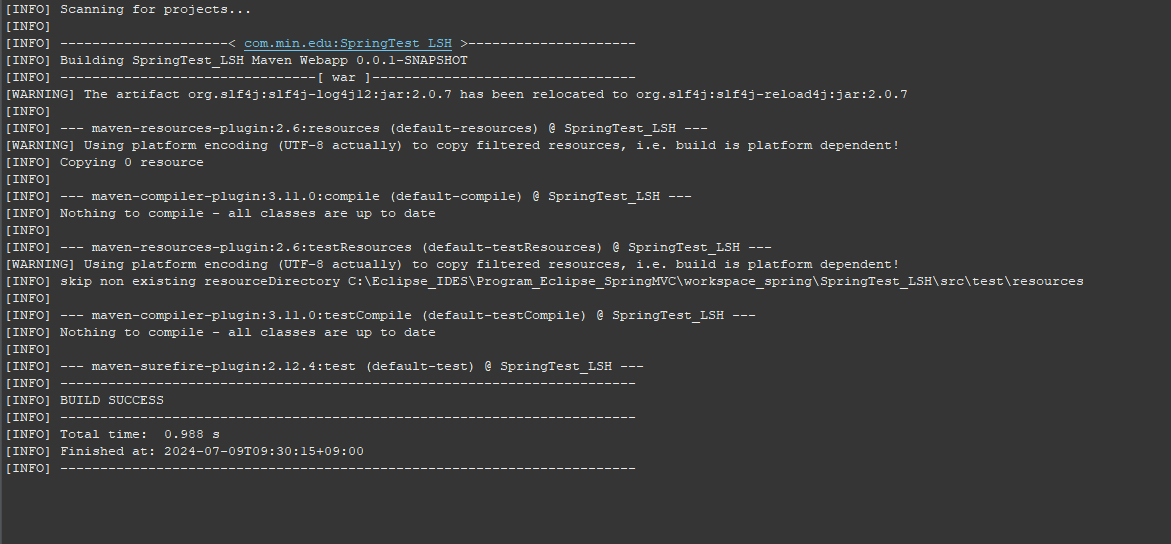 [INFO] Scanning for projects...
[INFO]
[INFO] ---------------------< com.min.edu:SpringTest_LSH >---------------------
[INFO] Building SpringTest_LSH Maven Webapp 0.0.1-SNAPSHOT
[INFO] --------------------------------[ war ]---------------------------------
[WARNING] The artifact org.slf4j:slf4j-log4j12:jar:2.0.7 has been relocated to org.slf4j:slf4j-reload4j:jar:2.0.7
[INFO]
[INFO] --- maven-resources-plugin:2.6:resources (default-resources) @ SpringTest_LSH ---
[WARNING] Using platform encoding (UTF-8 actually) to copy filtered resources, i.e. build is platform dependent!
[INFO] Copying 0 resource
[INFO]
[INFO] --- maven-compiler-plugin:3.11.0:compile (default-compile) @ SpringTest_LSH ---
[INFO] Nothing to compile - all classes are up to date
[INFO]
[INFO] --- maven-resources-plugin:2.6:testResources (default-testResources) @ SpringTest_LSH ---
[WARNING] Using platform encoding (UTF-8 actually) to copy filtered resources, i.e. build is platform dependent!
[INFO] skip non existing resourceDirectory C:\Eclipse_IDES\Program_Eclipse_SpringMVC\workspace_spring\SpringTest_LSH\src\test\resources
[INFO]
[INFO] --- maven-compiler-plugin:3.11.0:testCompile (default-testCompile) @ SpringTest_LSH ---
[INFO] Nothing to compile - all classes are up to date
[INFO]
[INFO] --- maven-surefire-plugin:2.12.4:test (default-test) @ SpringTest_LSH ---
[INFO] ------------------------------------------------------------------------
[INFO] BUILD SUCCESS
[INFO] ------------------------------------------------------------------------
[INFO] Total time:  0.988 s
[INFO] Finished at: 2024-07-09T09:30:15+09:00
[INFO] ------------------------------------------------------------------------